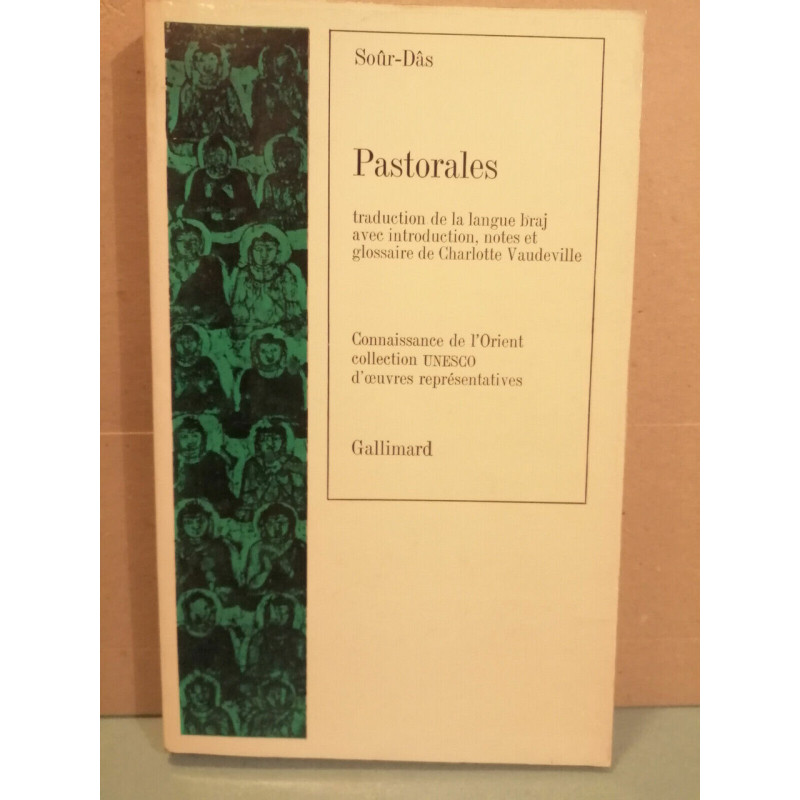 Soûr-Dâs
Pastorales
traduction de la langue braj
avec introduction, notes et
glossaire de Charlotte Vaudeville
Connaissance de l'Orient
collection UNESCO
d'œuvres représentatives
Gallimard